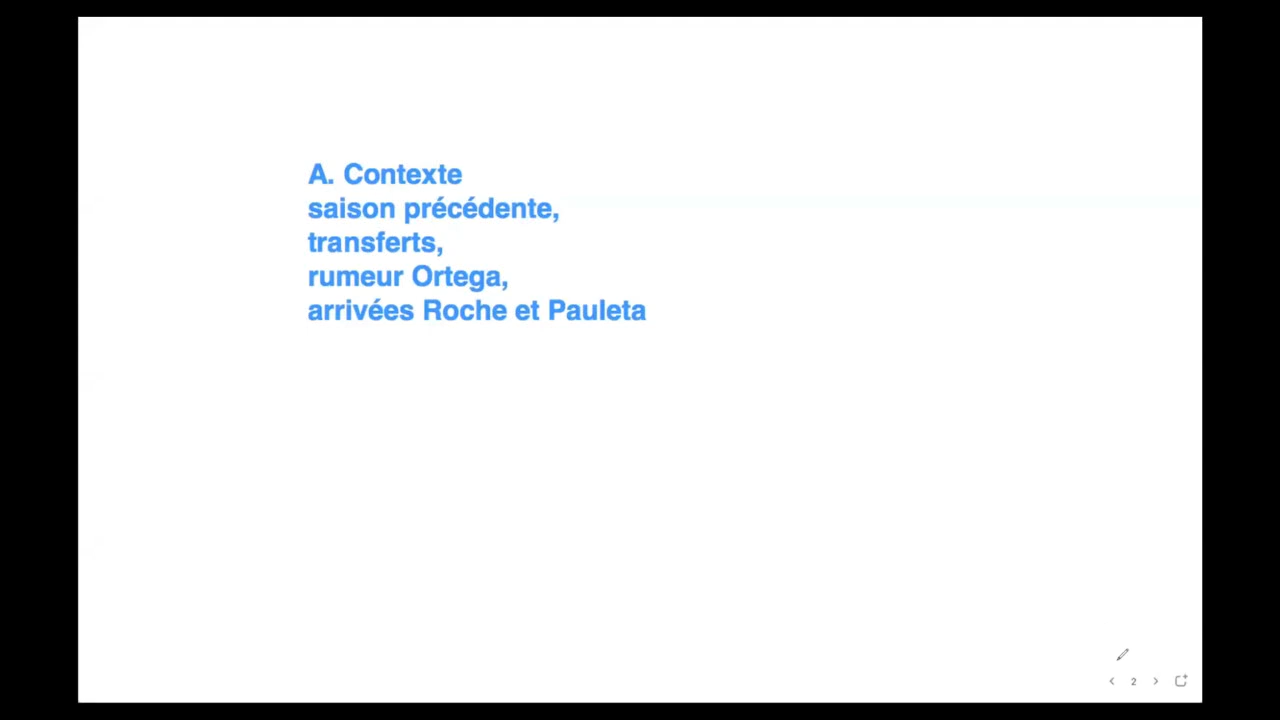 A. Contexte
saison précédente,
transferts,
rumeur Ortega,
arrivées Roche et Pauleta
2